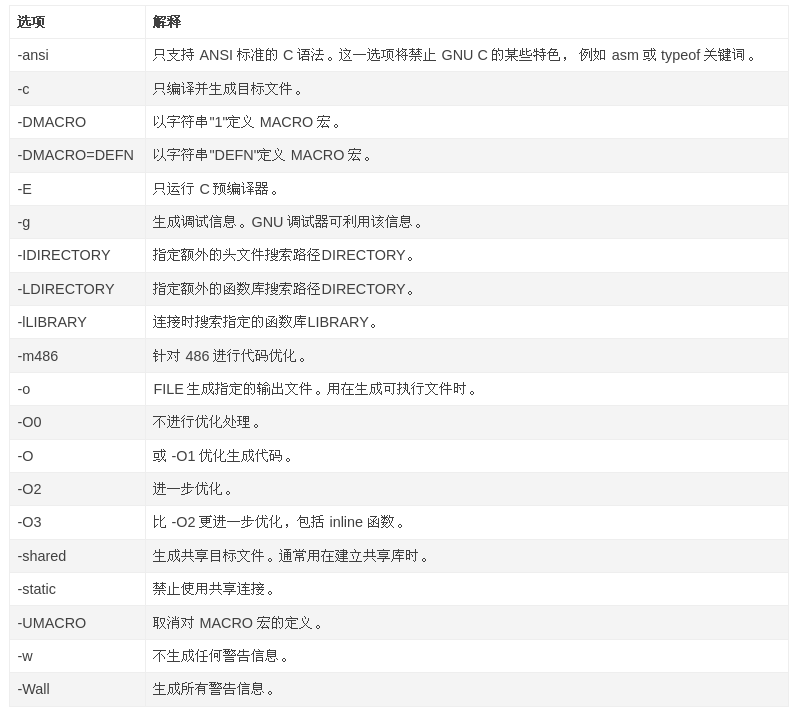 选项 解释
-ansi 只支持 ANSI 标准的 C 语法。这一选项将禁止 GNU C 的某些特色， 例如 asm 或 typeof 关键词。
-c 只编译并生成目标文件。
-DMACRO 以字符串"1"定义 MACRO 宏。
-DMACRO=DEFN 以字符串"DEFN"定义 MACRO 宏。
-E 只运行 C 预编译器。
-g 生成调试信息。GNU 调试器可利用该信息。
-IDIRECTORY 指定额外的头文件搜索路径DIRECTORY。
-LDIRECTORY 指定额外的函数库搜索路径DIRECTORY。
-lLIBRARY 连接时搜索指定的函数库LIBRARY。
-m486 针对 486 进行代码优化。
-o FILE 生成指定的输出文件。用在生成可执行文件时。
-O0 不进行优化处理。
-O 或 -O1 优化生成代码。
-O2 进一步优化。
-O3 比 -O2 更进一步优化，包括 inline 函数。
-shared 生成共享目标文件。通常用在建立共享库时。
-static 禁止使用共享连接。
-UMACRO 取消对 MACRO 宏的定义。
-w 不生成任何警告信息。
-Wall 生成所有警告信息。